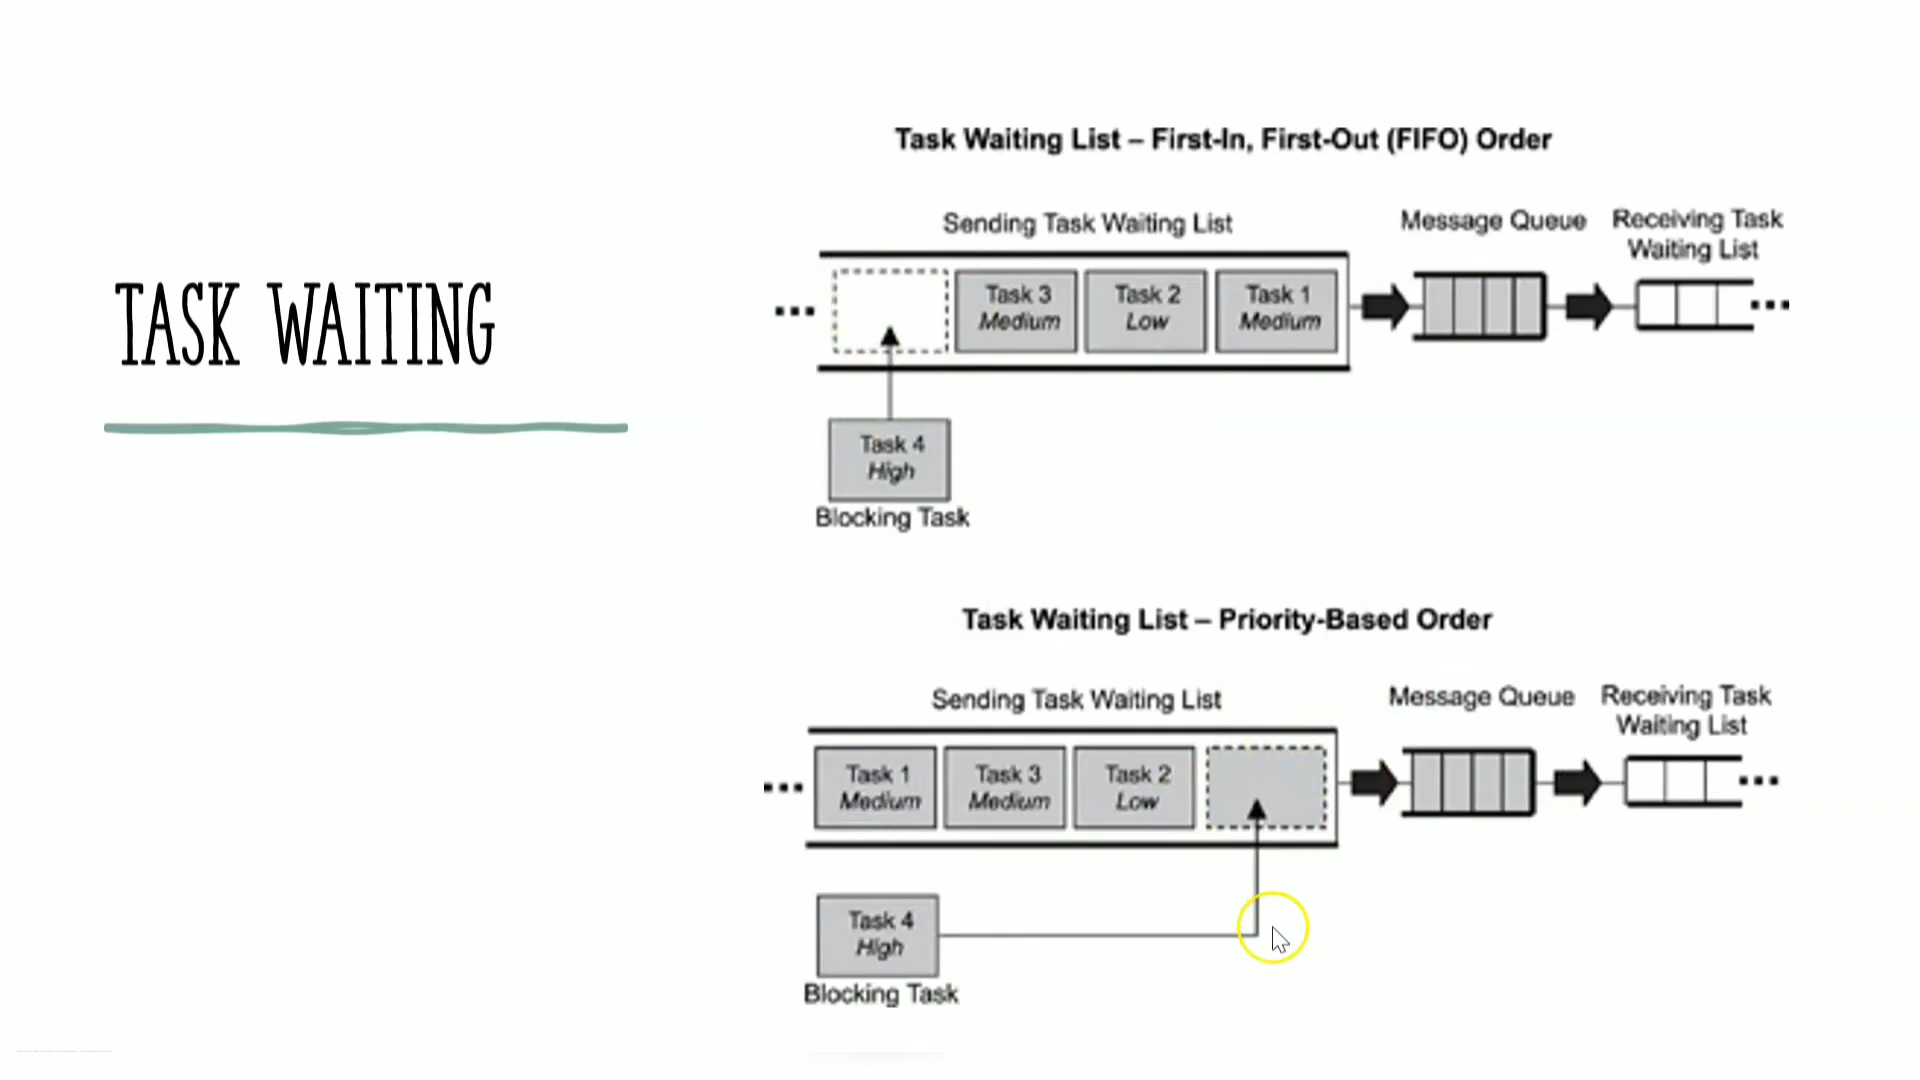 TASK WAITING
Task Waiting List – First-In, First-Out (FIFO) Order
Sending Task Waiting List
Message Queue
Receiving Task
Waiting List
Task 3
Medium
Task 2
Low
Task 1
Medium
Task 4
High
Blocking Task
Task Waiting List – Priority-Based Order
Sending Task Waiting List
Message Queue
Receiving Task
Waiting List
Task 1
Medium
Task 3
Medium
Task 2
Low
Task 4
High
Blocking Task